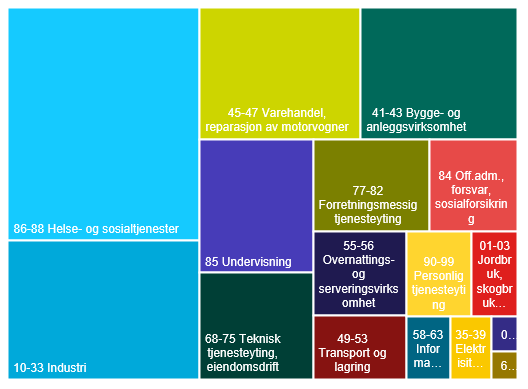 45-47 Varehandel,
reparasjon av motorvogner
41-43 Bygge- og
anleggsvirksomhet
86-88 Helse- og sosialtjenester
85 Undervisning
77-82
Forretningsmessig
tjenesteyting
84 Off.adm.,
forsvar,
sosialforsikrin
g
55-56
Overnattings-
og
serveringsvirks
omhet
90-99
Personlig
tjenesteyti
ng
01-03
Jordbr
uk,
skogbr
uk…
10-33 Industri
68-75 Teknisk
tjenesteyting,
eiendomsdrift
49-53
Transport og
lagring
58-63
Infor
ma…
35-39
Elektr
isit…
0…
6…